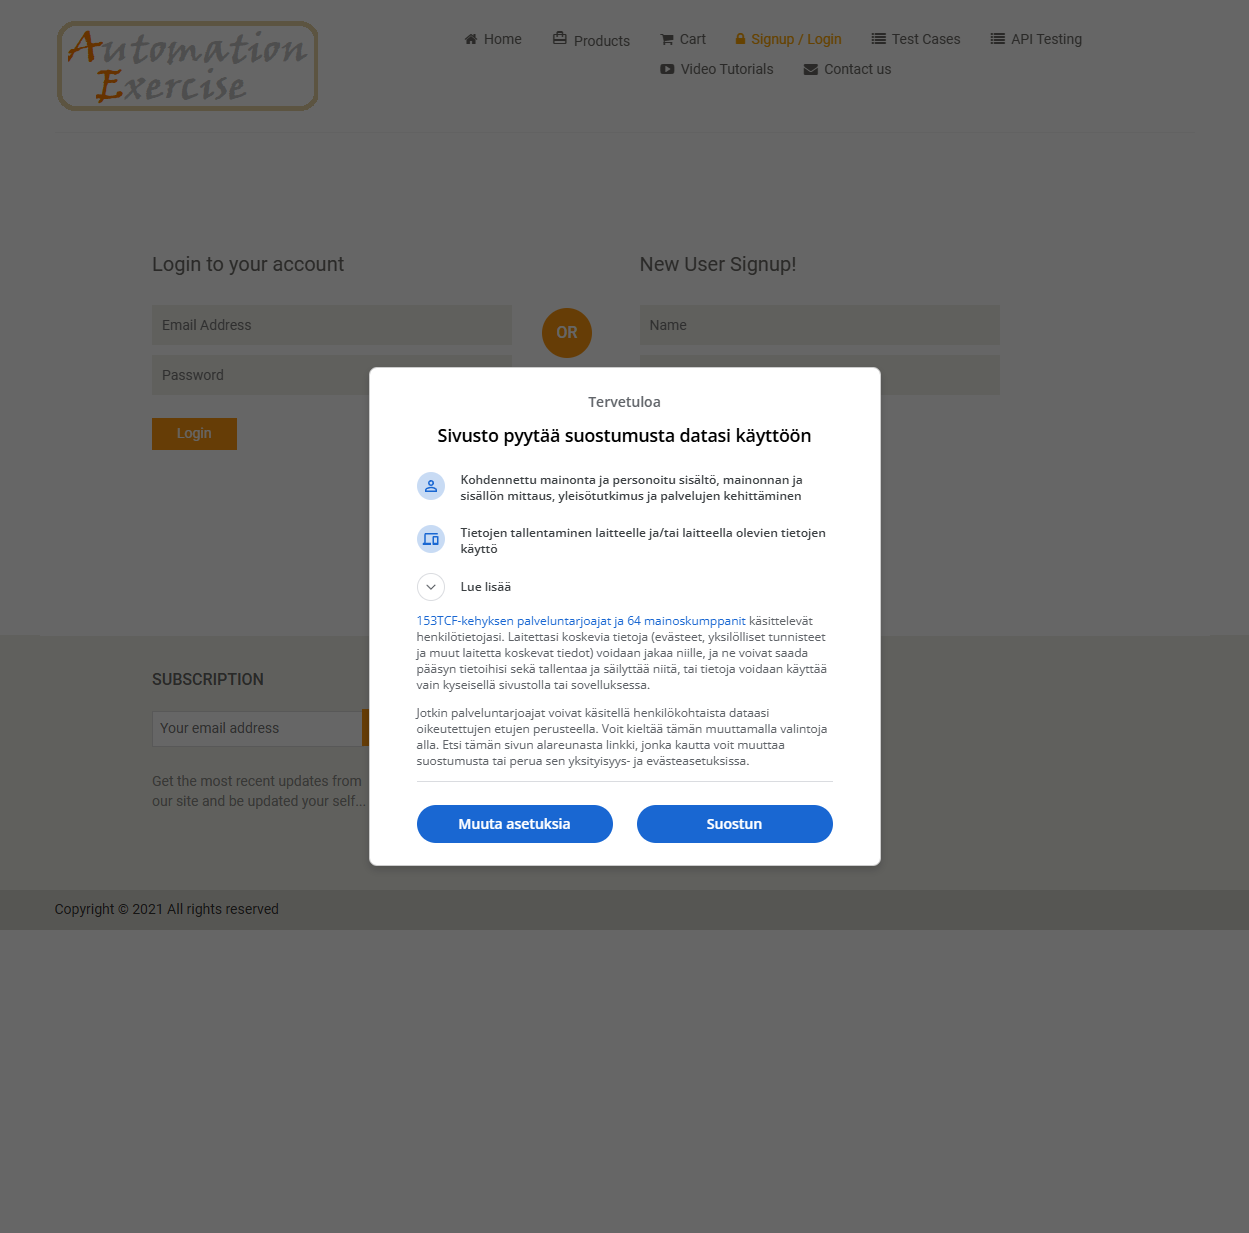 Automation
Exercise
Home
Products
Cart
Signup / Login
Test Cases
API Testing
Video Tutorials
Contact us
Login to your account
New User Signup!
Email Address
OR
Name
Password
Login
Tervetuloa
Sivusto pyytää suostumusta datasi käyttöön
Kohdennettu mainonta ja personoitu sisältö, mainonnan ja
sisällön mittaus, yleisötutkimus ja palvelujen kehittäminen
Tietojen tallentaminen laitteelle ja/tai laitteella olevien tietojen
käyttö
Lue lisää
153TCF-kehyksen palveluntarjoajat ja 64 mainoskumppanit käsittelevät
henkilötietojasi. Laitettasi koskevia tietoja (evästeet, yksilölliset tunnisteet
ja muut laitetta koskevat tiedot) voidaan jakaa niille, ja ne voivat saada
pääsyn tietoihisi sekä tallentaa ja säilyttää niitä, tai tietoja voidaan käyttää
vain kyseisellä sivustolla tai sovelluksessa.
Jotkin palveluntarjoajat voivat käsitellä henkilökohtaista dataasi
oikeutettujen etujen perusteella. Voit kieltää tämän muuttamalla valintoja
alla. Etsi tämän sivun alareunasta linkki, jonka kautta voit muuttaa
suostumusta tai perua sen yksityisyys- ja evästeasetuksissa.
Muuta asetuksia
Suostun
SUBSCRIPTION
Your email address
Get the most recent updates from
our site and be updated your self...
Copyright © 2021 All rights reserved